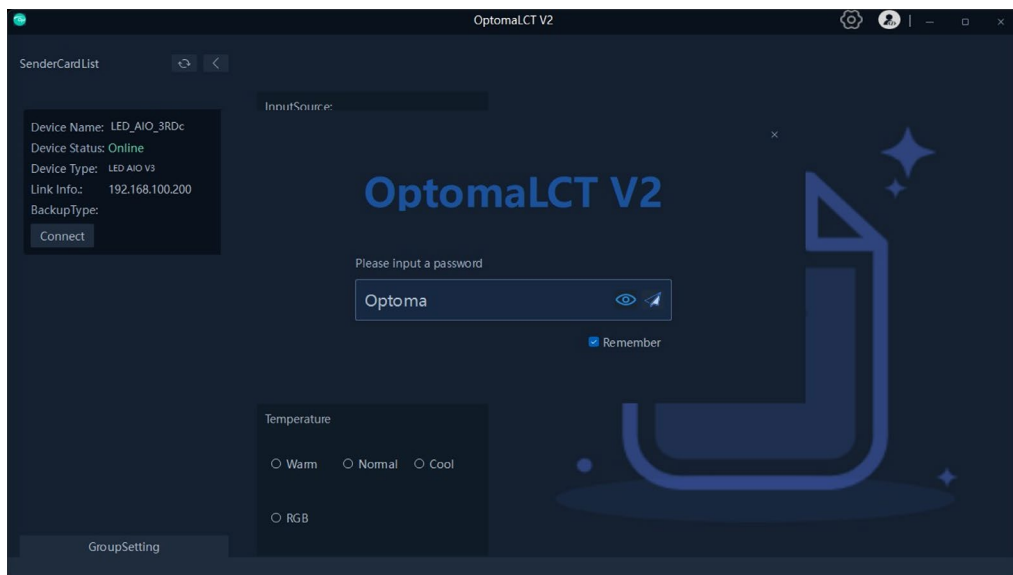 OptomaLCT V2
SenderCardList
Device Name: LED_AIO_3RDc
Device Status: Online
Device Type: LED AIO V3
Link Info.: 192.168.100.200
BackupType:
Connect
InputSource:
OptomaLCT V2
Please input a password
Optoma
Remember
Temperature
Warm Normal Cool
RGB
GroupSetting